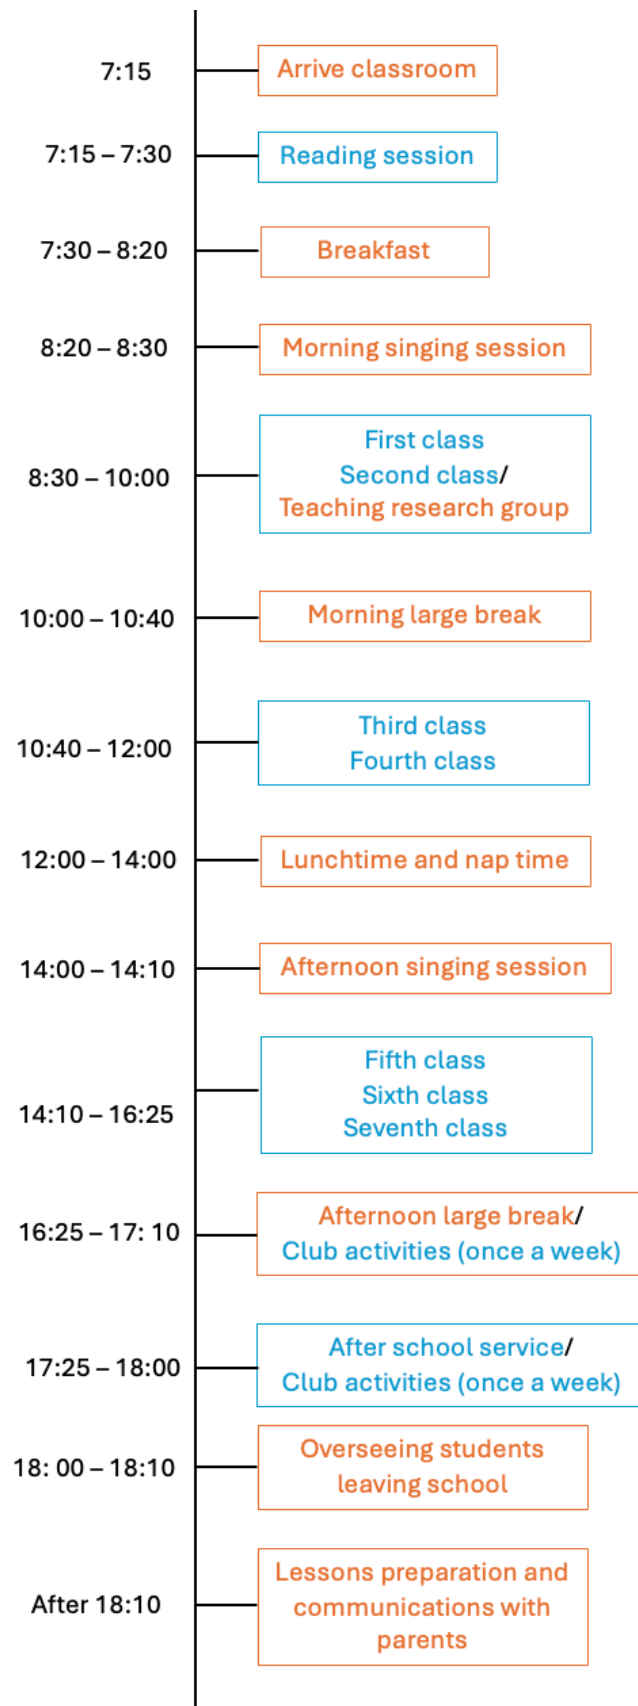 7:15
Arrive classroom
7:15 – 7:30
Reading session
7:30 – 8:20
Breakfast
8:20 – 8:30
Morning singing session
8:30 – 10:00
First class
Second class/
Teaching research group
10:00 – 10:40
Morning large break
10:40 – 12:00
Third class
Fourth class
12:00 – 14:00
Lunchtime and nap time
14:00 – 14:10
Afternoon singing session
14:10 – 16:25
Fifth class
Sixth class
Seventh class
16:25 – 17: 10
Afternoon large break/
Club activities (once a week)
17:25 – 18:00
After school service/
Club activities (once a week)
18: 00 – 18:10
Overseeing students
leaving school
After 18:10
Lessons preparation and
communications with
parents